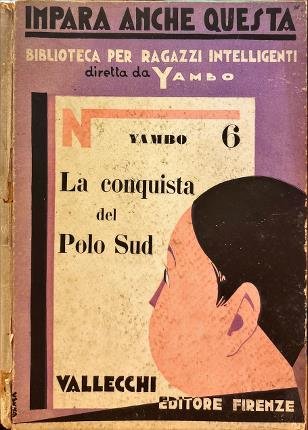 IMPARA ANCHE QUESTA
BIBLIOTECA PER RAGAZZI INTELLIGENTI
diretta da YAMBO
N
YAMBO 6
La conquista
del
Polo Sud
VALLECCHI
EDITORE FIRENZE